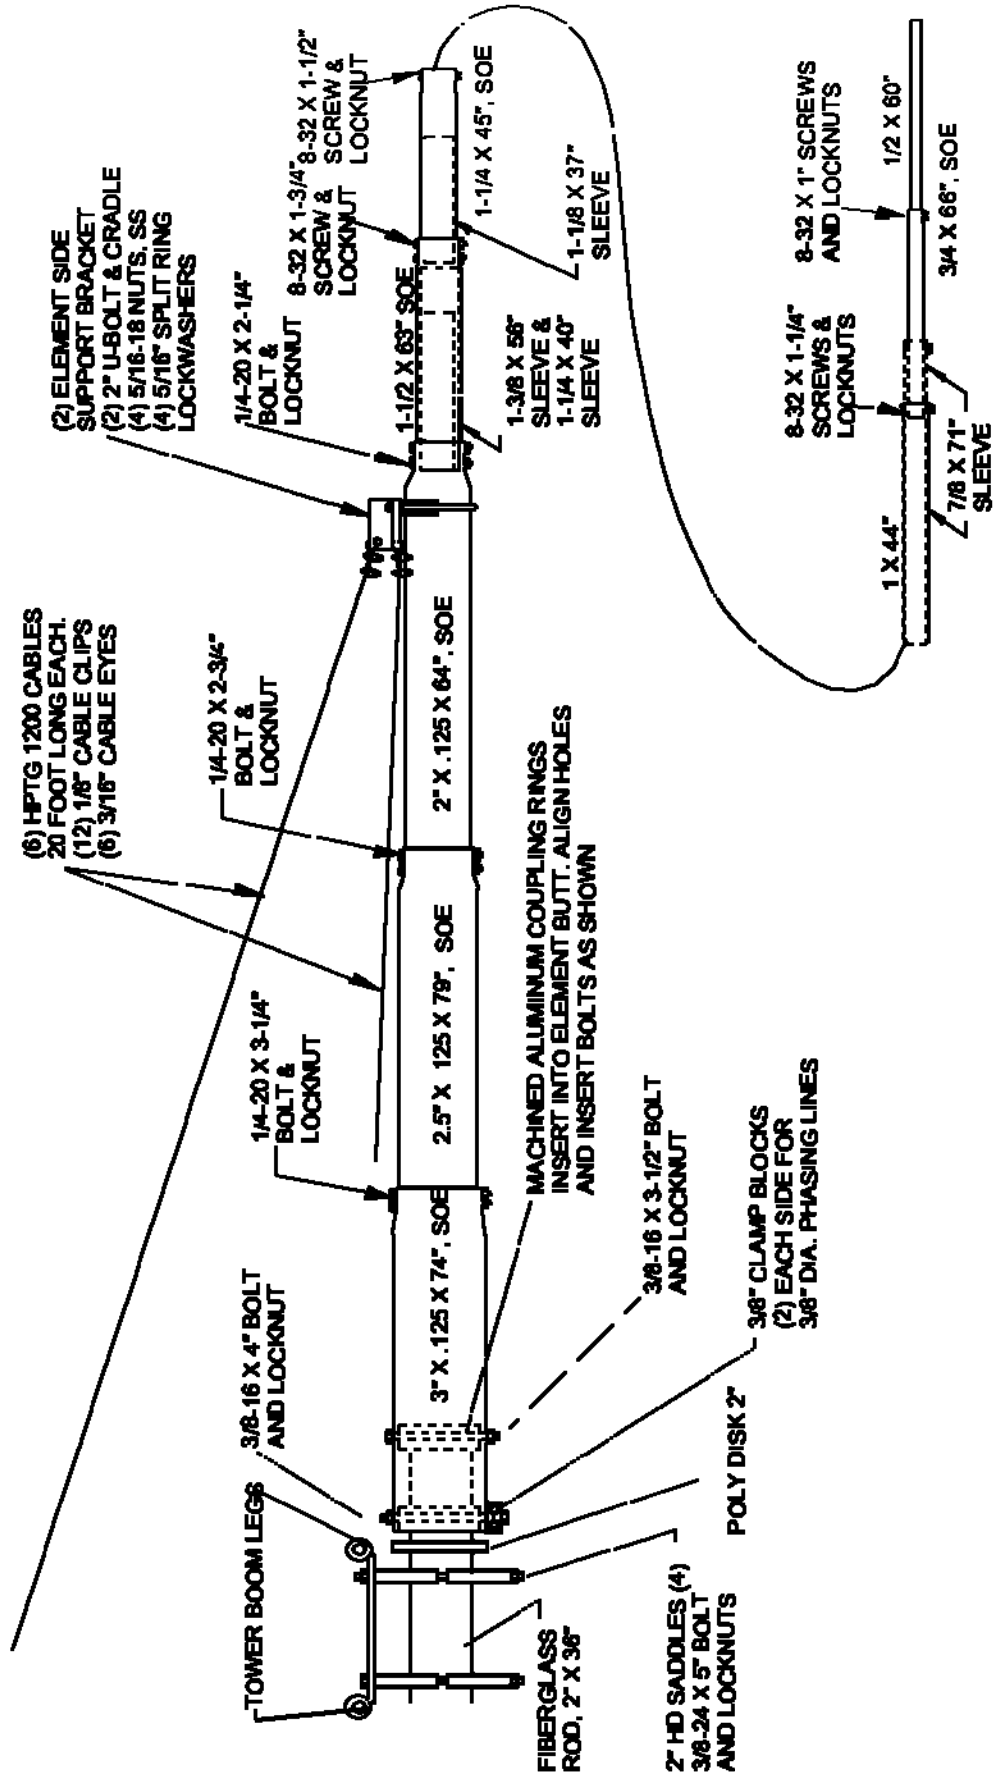 (6) HPTG 1200 CABLES
20 FOOT LONG EACH.
(12) 1/8" CABLE CLIPS
(6) 3/16" CABLE EYES
(2) ELEMENT SIDE
SUPPORT BRACKET
(2) 2" U-BOLT & CRADLE
(4) 5/16-18 NUTS, SS
(4) 5/16" SPLIT RING
LOCKWASHERS
TOWER BOOM LEGS
3/8-16 X 4" BOLT
AND LOCKNUT
1/4-20 X 3-1/4"
BOLT &
LOCKNUT
1/4-20 X 2-3/4"
BOLT &
LOCKNUT
1/4-20 X 2-1/4"
BOLT &
LOCKNUT
8-32 X 1-3/4"
SCREW &
LOCKNUT
8-32 X 1-1/2"
SCREW &
LOCKNUT
3" X .125 X 74", SOE
2.5" X 125 X 79", SOE
2" X .125 X 64", SOE
1-1/2 X 63" SOE
1-1/4 X 45", SOE
1-3/8 X 56"
SLEEVE &
1-1/4 X 40"
SLEEVE
1-1/8 X 37"
SLEEVE
MACHINED ALUMINUM COUPLING RINGS
INSERT INTO ELEMENT BUTT. ALIGN HOLES
AND INSERT BOLTS AS SHOWN
3/8-16 X 3-1/2" BOLT
AND LOCKNUT
3/8" CLAMP BLOCKS
(2) EACH SIDE FOR
3/8" DIA. PHASING LINES
POLY DISK 2"
FIBERGLASS
ROD, 2" X 36"
2" HD SADDLES (4)
3/8-24 X 5" BOLT
AND LOCKNUTS
8-32 X 1-1/4"
SCREWS &
LOCKNUTS
8-32 X 1" SCREWS
AND LOCKNUTS
1 X 44"
1/2 X 60"
7/8 X 71"
SLEEVE
3/4 X 66", SOE